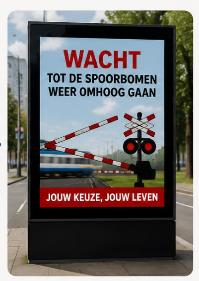 WACHT
TOT DE SPOORBOMEN
WEER OMHOOG GAAN
JOUW KEUZE, JOUW LEVEN